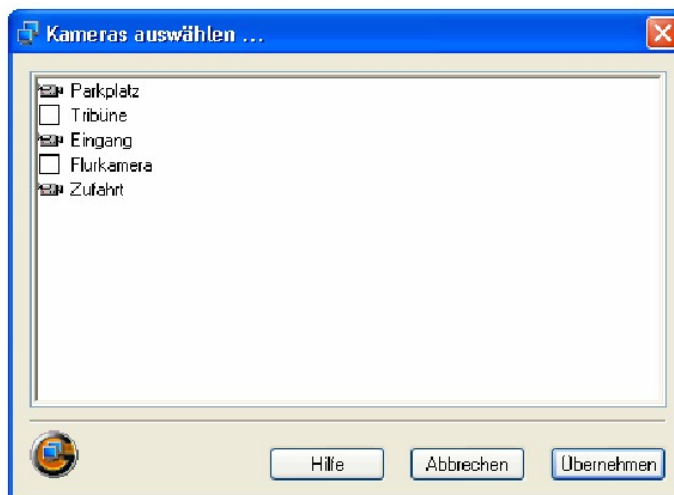 Kameras auswählen ...
Parkplatz
Tribüne
Eingang
Flurkamera
Zufahrt
Hilfe
Abbrechen
Übernehmen